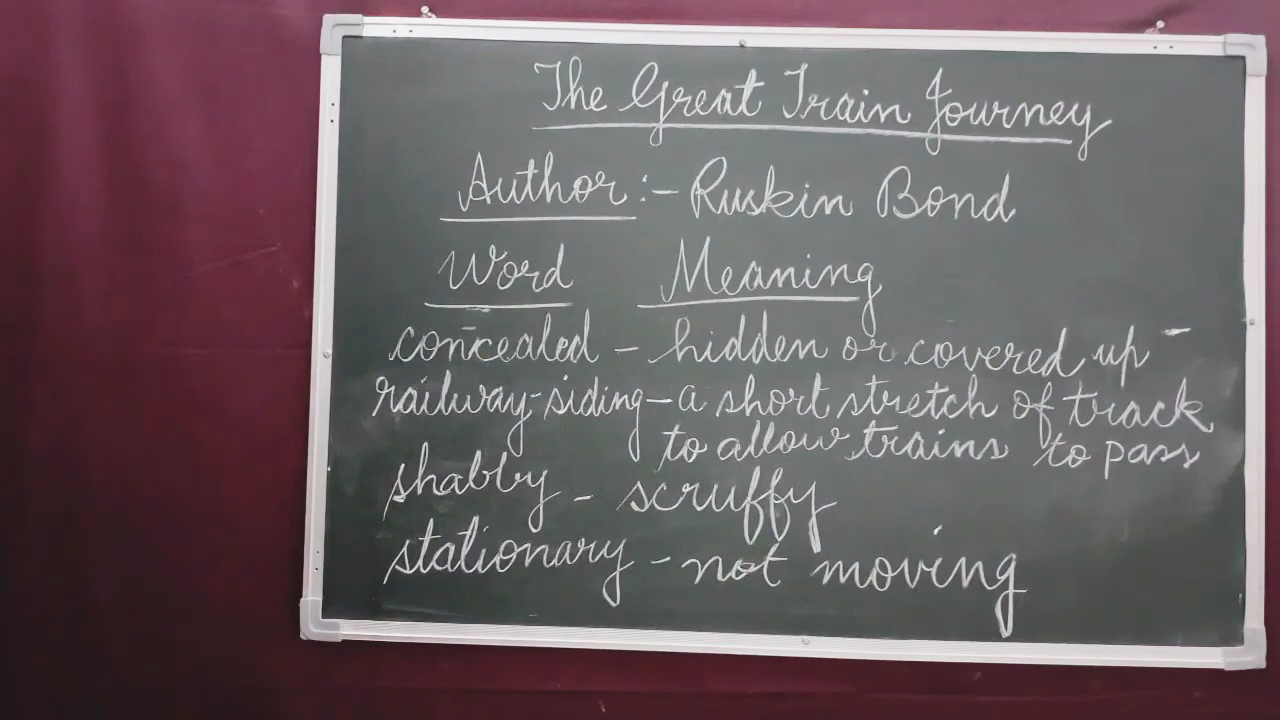 The Great Train Journey
Author:- Ruskin Bond
Word Meaning
concealed - hidden or covered up
railway-siding - a short stretch of track
to allow trains to pass
shabby - scruffy
stationary - not moving